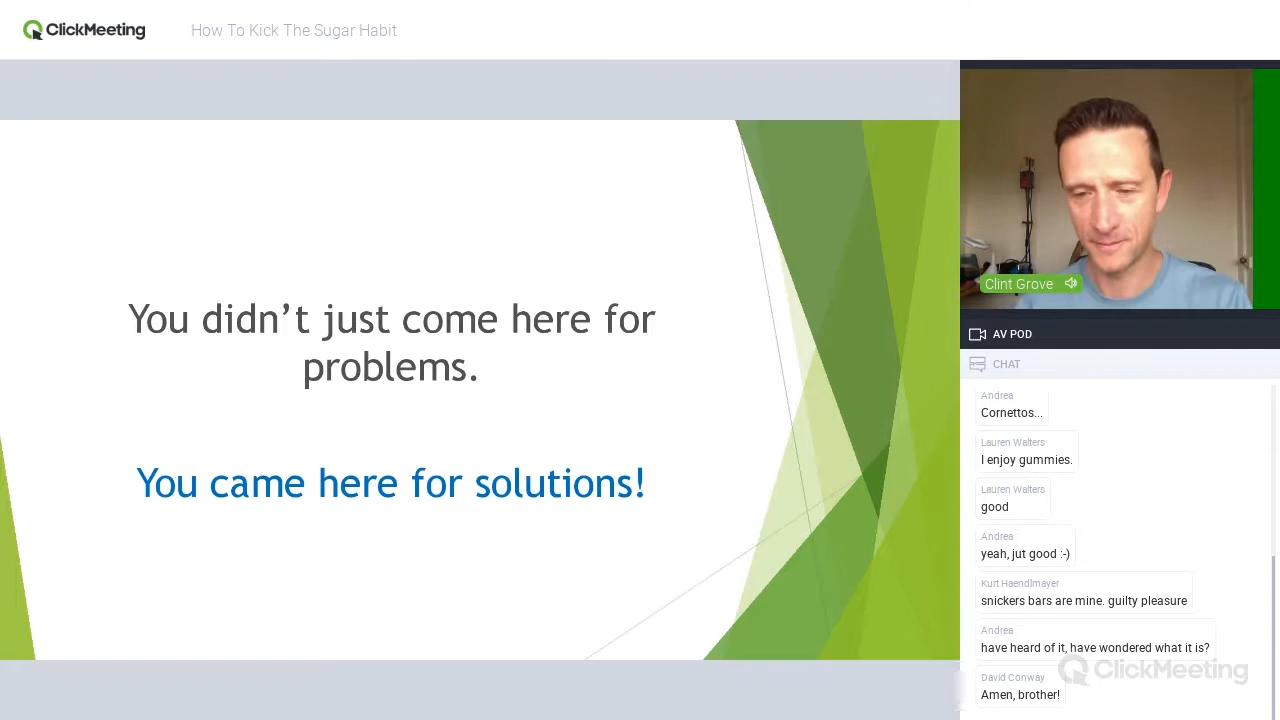 ClickMeeting
How To Kick The Sugar Habit
You didn’t just come here for
problems.
You came here for solutions!
Clint Grove
AV POD
CHAT
Andrea
Cornettos...
Lauren Walters
I enjoy gummies.
Lauren Walters
good
Andrea
yeah, jut good :-)
Kurt Haendlmayer
snickers bars are mine. guilty pleasure
Andrea
have heard of it, have wondered what it is?
David Conway
Amen, brother!
ClickMeeting